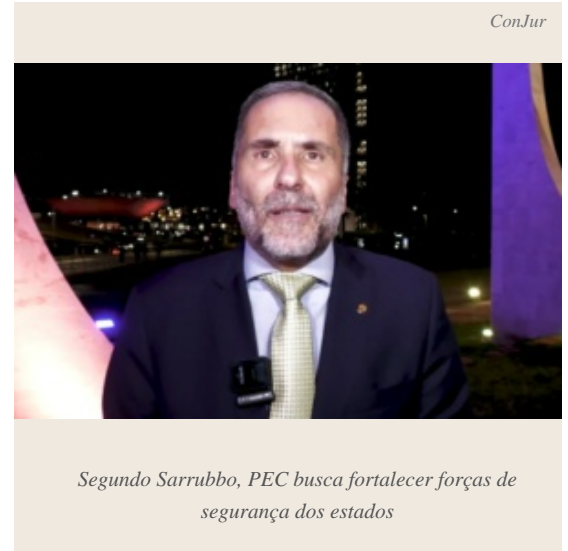 ConJur
Segundo Sarrubbo, PEC busca fortalecer forças de
segurança dos estados